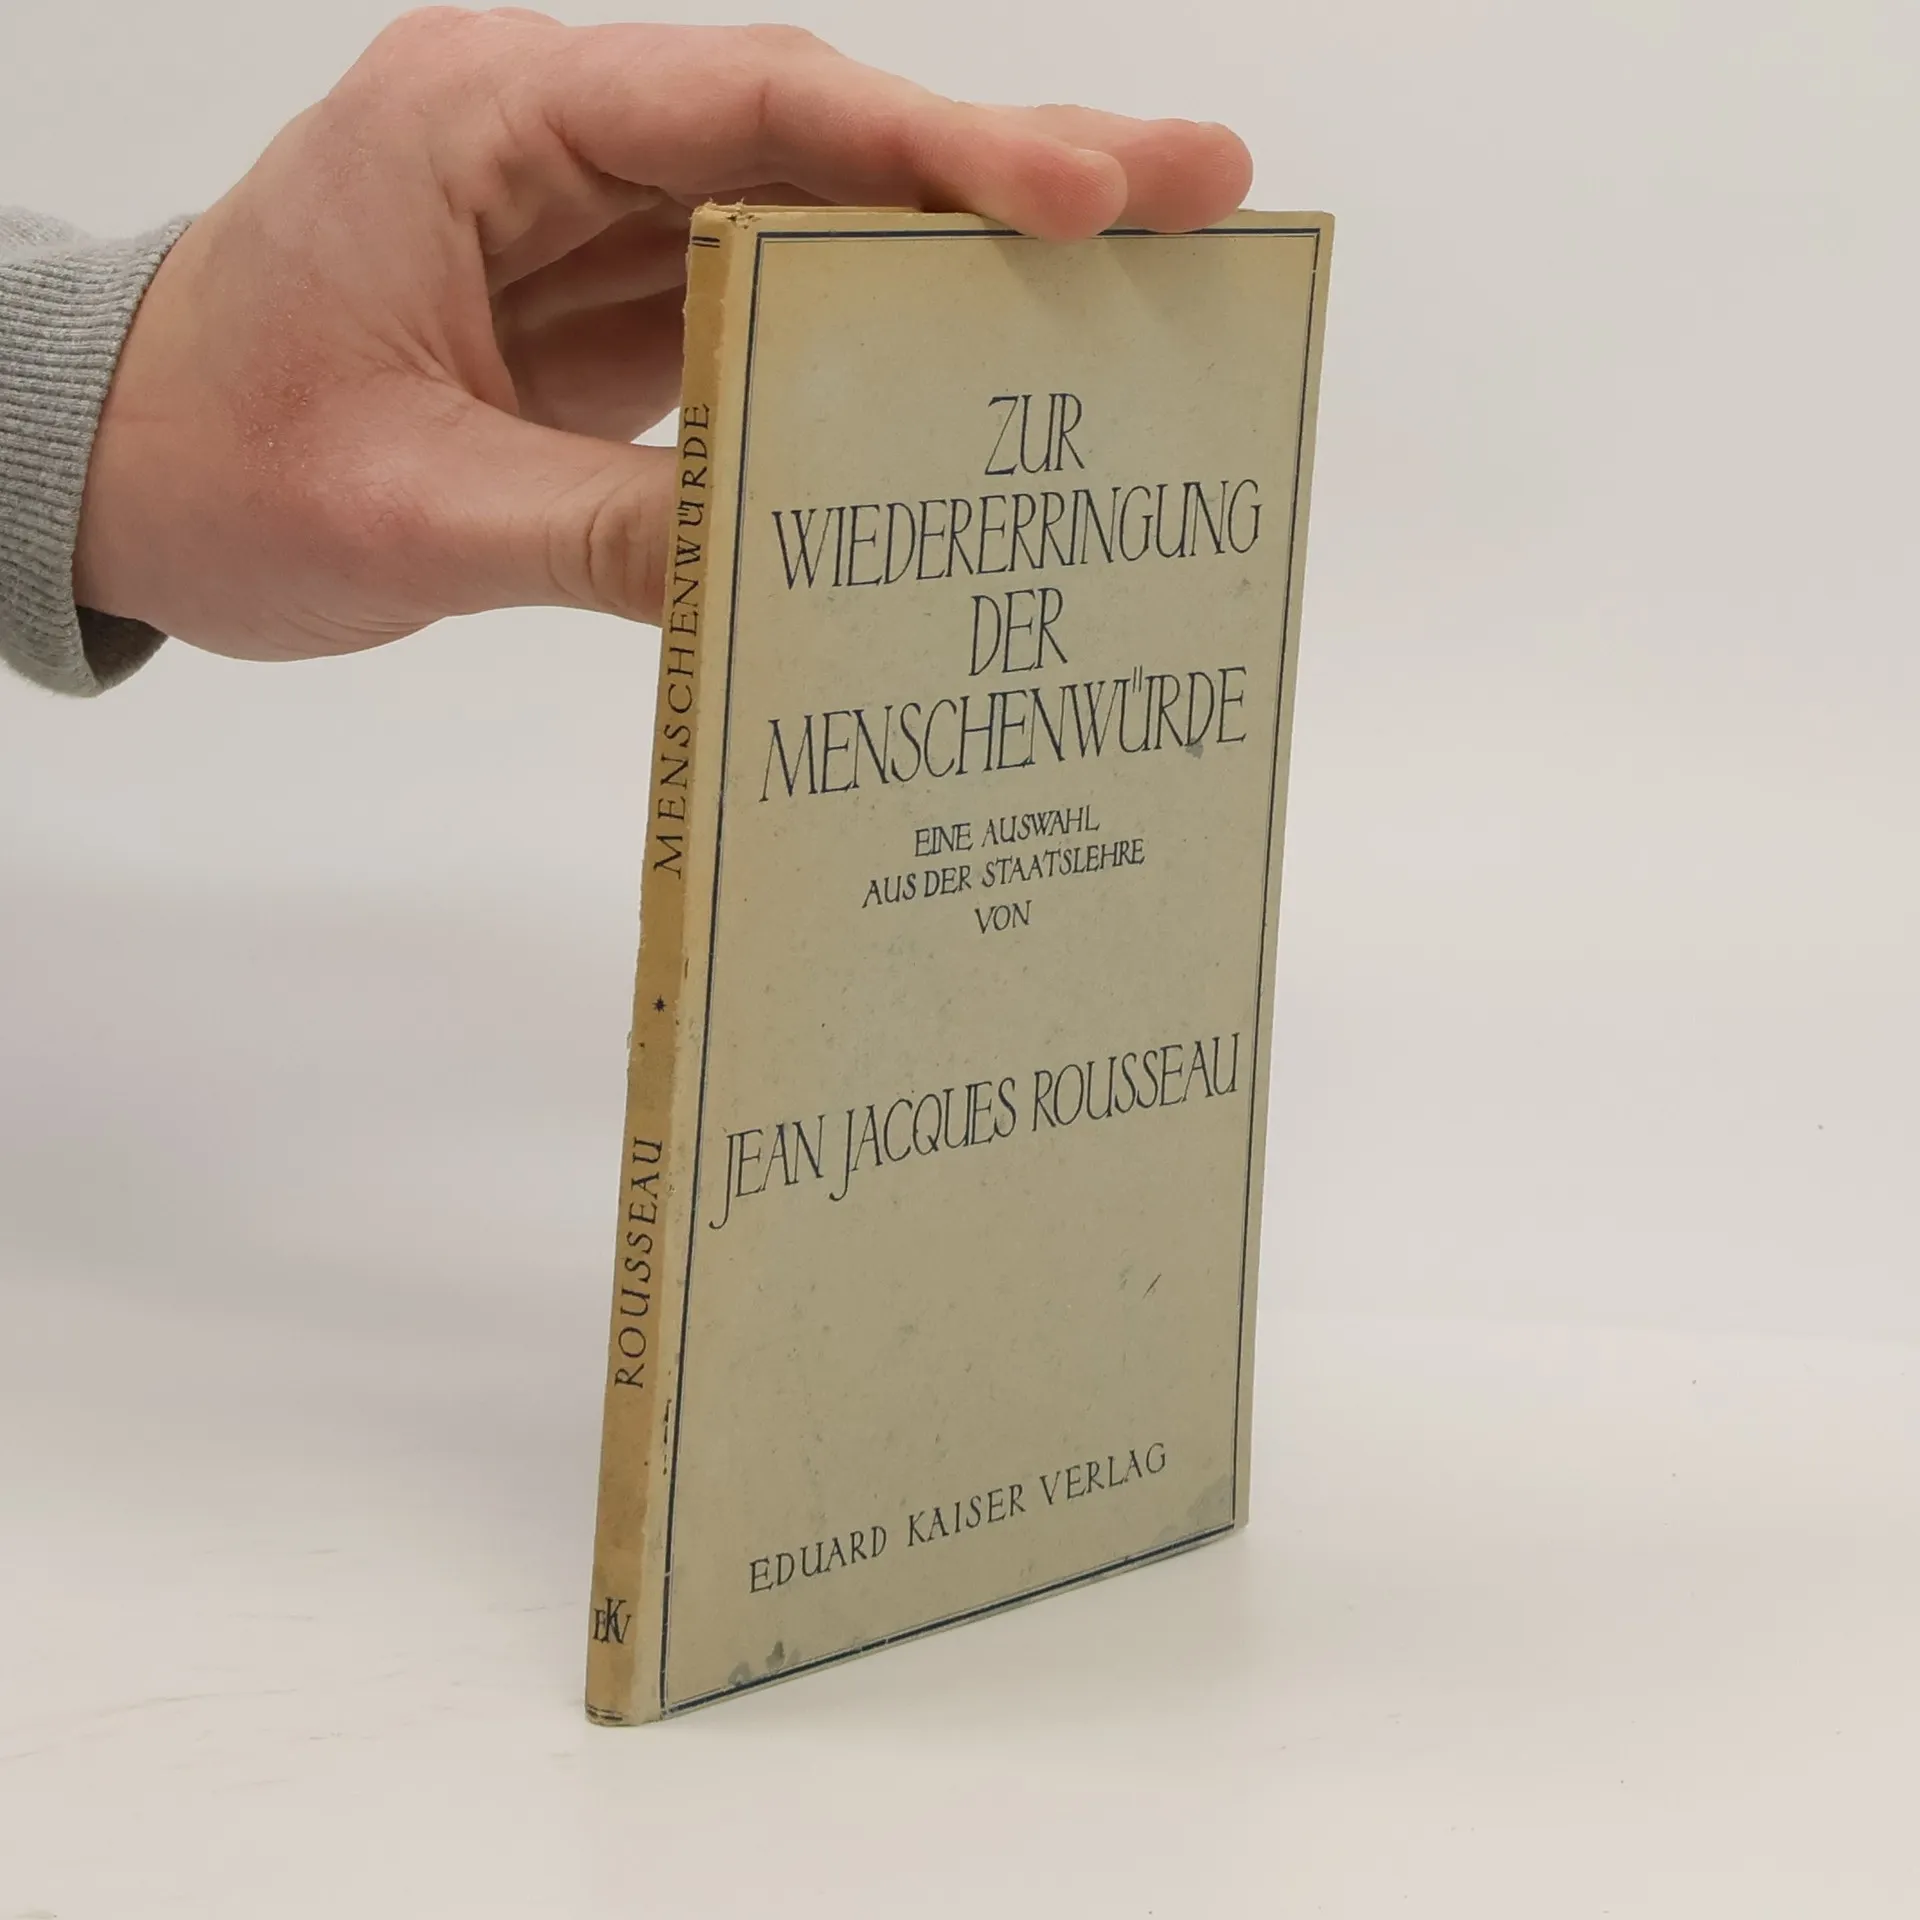 ZUR
WIEDERERRINGUNG
DER
MENSCHENWÜRDE
EINE AUSWAHL
AUS DER STAATSLEHRE
VON
JEAN JACQUES ROUSSEAU
EDUARD KAISER VERLAG
ROUSSEAU * MENSCHENWÜRDE
EKV